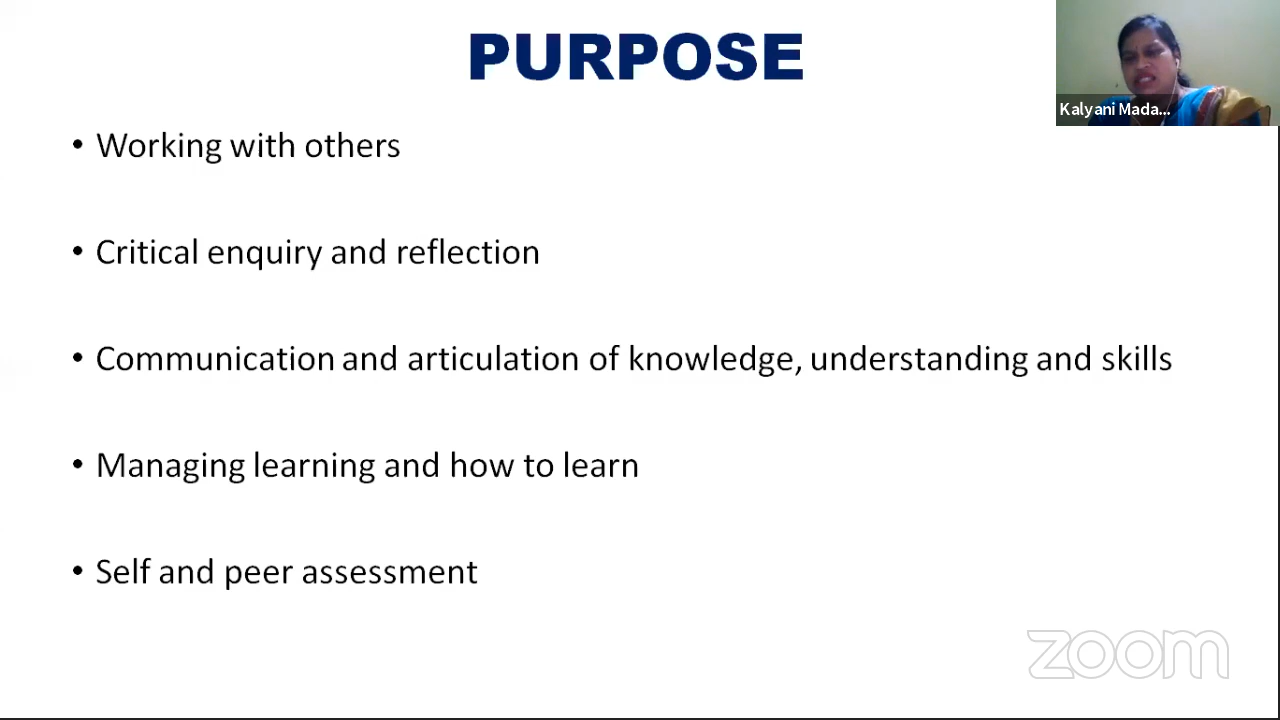 PURPOSE
Kalyani Mada...
• Working with others
• Critical enquiry and reflection
• Communication and articulation of knowledge, understanding and skills
• Managing learning and how to learn
• Self and peer assessment
zoom